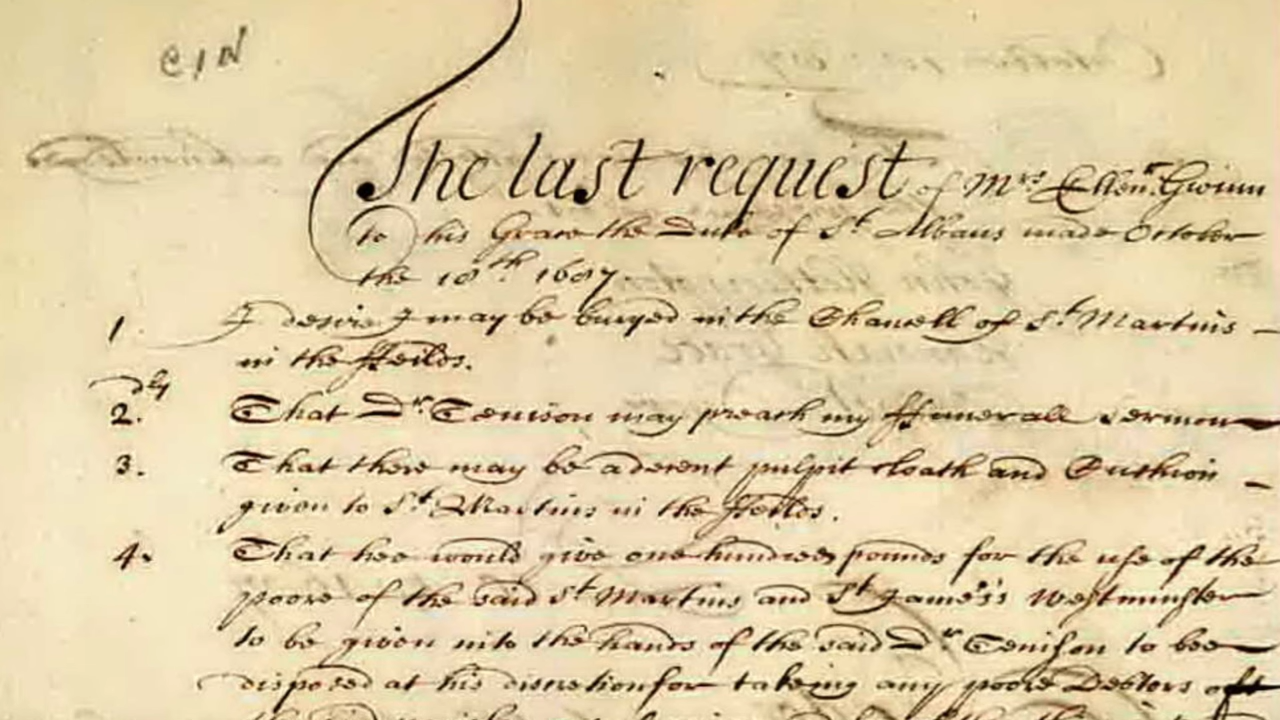 The last request of Mrs Ellenr Gwinn
to his Grace the Duke of St Albans made October
the 18th 1687.
1. I desire I may be buryed in the Chancell of St Martins
in the ffeilds.
2. That Dr Tenison may preach my ffunerall sermon
3. That there may be a decent pulpit cloath and Cushion
given to St Martins in the ffeilds.
4. That hee would give one hundred pounds for the use of the
poore of the said St Martins and St James's Westminster
to be given into the hands of the said Dr Tenison to bee
disposed at his discretion for takeing any poore Debtors oft